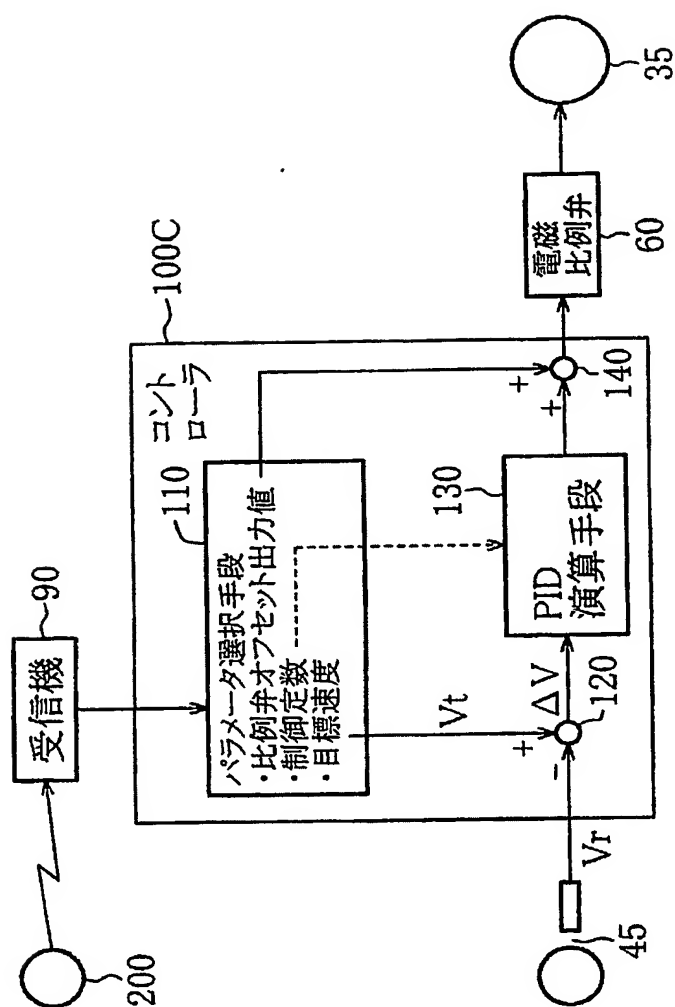 200
受信機
90
100C
コント
ローラ
110
パラメータ選択手段
・比例弁オフセット出力値
・制御定数
・目標速度
Vt
+
-
Vr
45
120
ΔV
130
PID
演算手段
+
+
140
電磁
比例弁
60
35